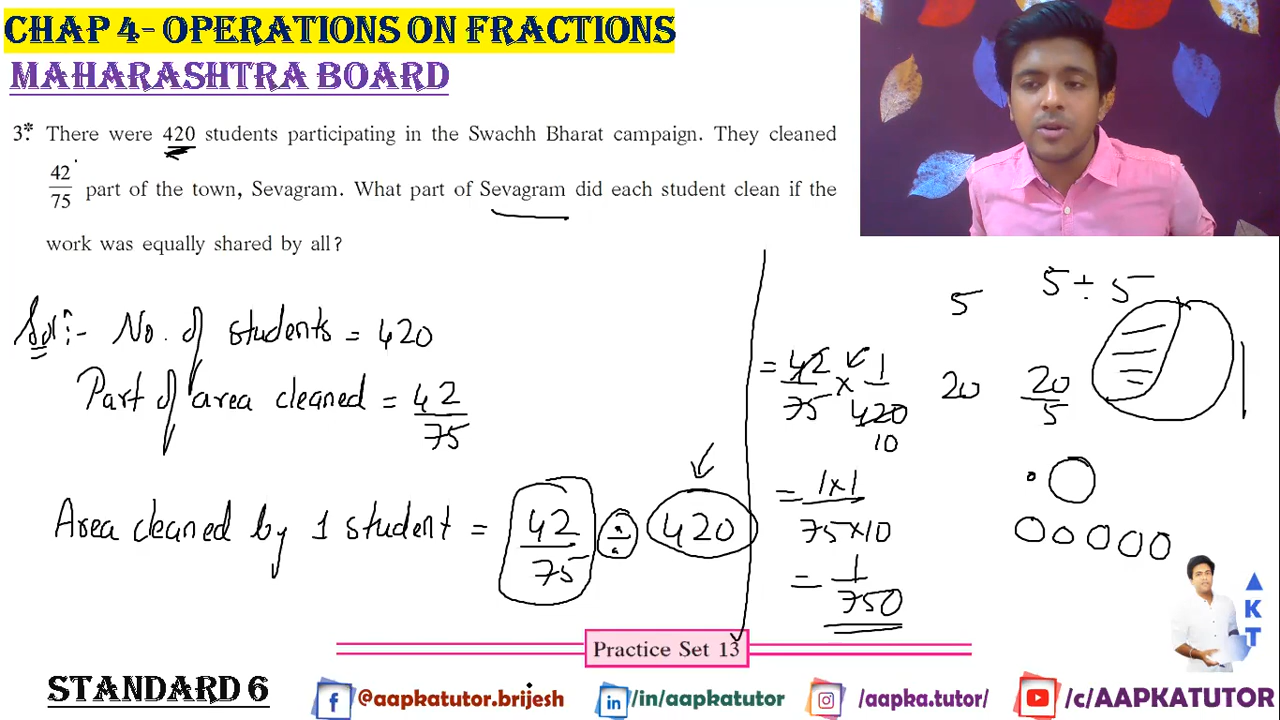 CHAP 4- OPERATIONS ON FRACTIONS
MAHARASHTRA BOARD
3* There were 420 students participating in the Swachh Bharat campaign. They cleaned
42/75 part of the town, Sevagram. What part of Sevagram did each student clean if the
work was equally shared by all?
Sol:- No. of students = 420
Part of area cleaned = 42/75
Area cleaned by 1 student = 42/75 ÷ 420
= 42/75 × 1/420
10
= 1×1/75×10
= 1/750
5 5 ÷ 5
20 20/5
Practice Set 13
STANDARD 6
@aapkatutor.brijesh
/in/aapkatutor
/aapka.tutor/
/c/AAPKATUTOR
AKT